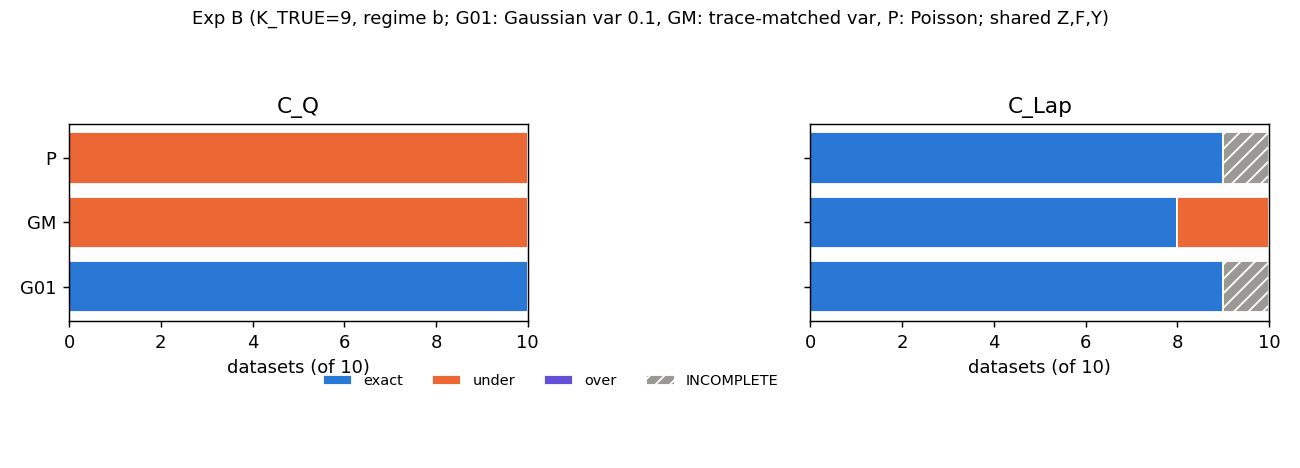 Exp B (K_TRUE=9, regime b; G01: Gaussian var 0.1, GM: trace-matched var, P: Poisson; shared Z,F,Y)
C_Q
C_Lap
P
GM
G01
0 2 4 6 8 10
0 2 4 6 8 10
datasets (of 10)
datasets (of 10)
exact under over INCOMPLETE